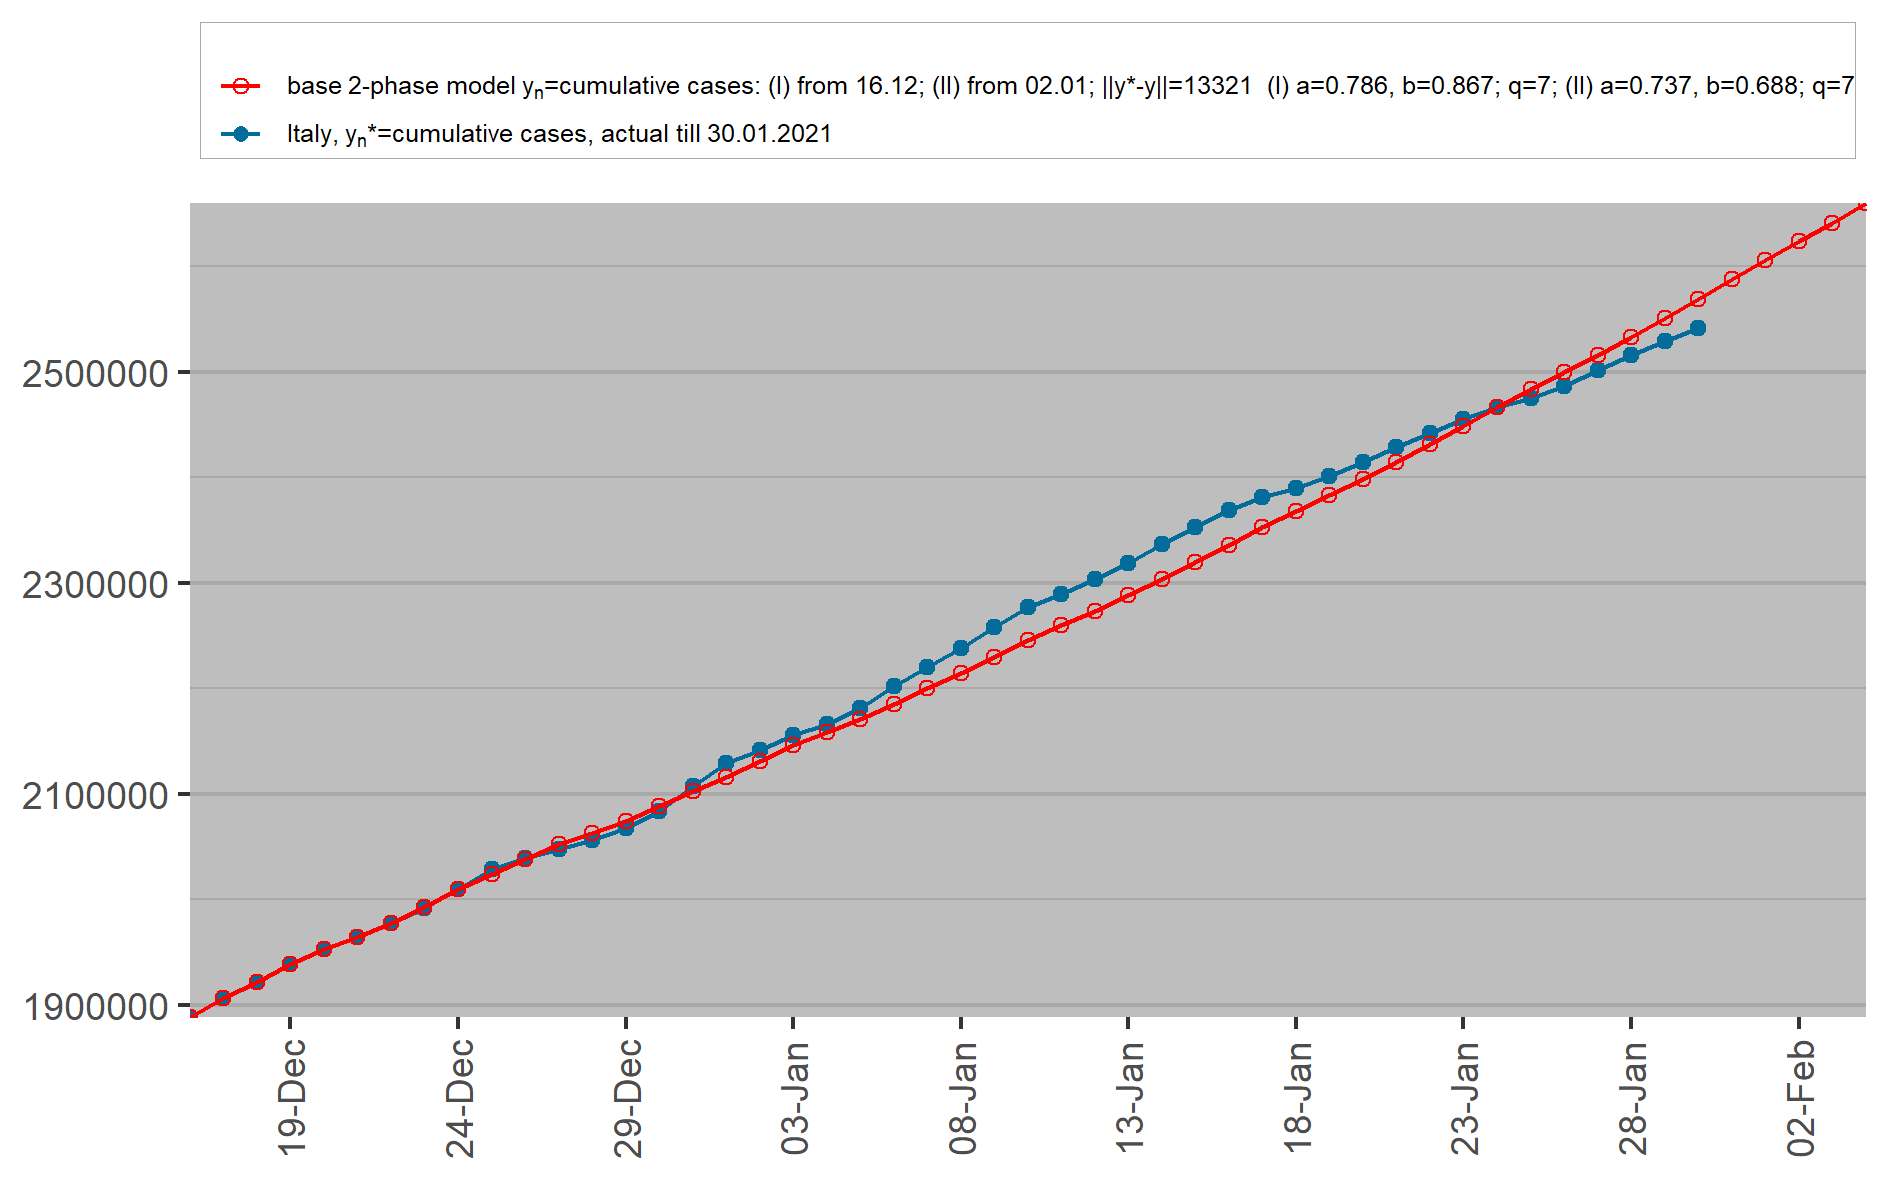 base 2-phase model yn=cumulative cases: (I) from 16.12; (II) from 02.01; ||y*-y||=13321  (I) a=0.786, b=0.867; q=7; (II) a=0.737, b=0.688; q=7
Italy, yn*=cumulative cases, actual till 30.01.2021
2500000
2300000
2100000
1900000
19-Dec
24-Dec
29-Dec
03-Jan
08-Jan
13-Jan
18-Jan
23-Jan
28-Jan
02-Feb